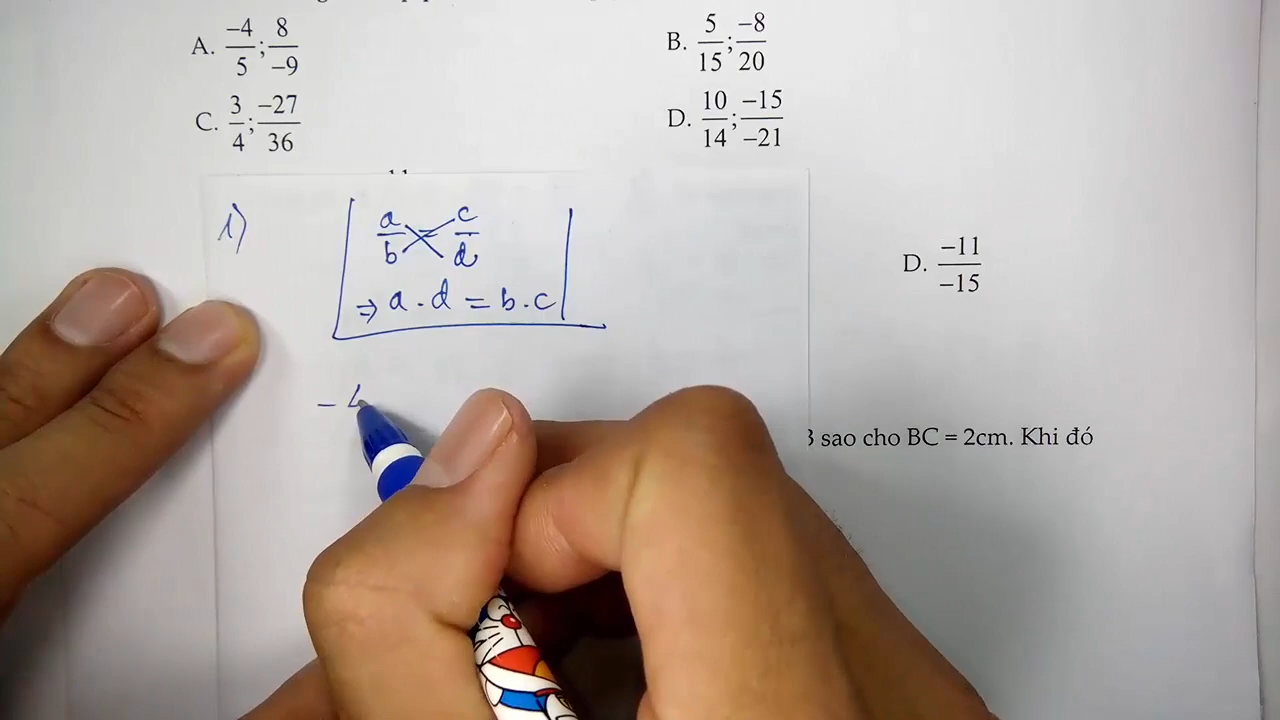 A. -4/5 ; 8/-9
B. 5/15 ; -8/20
C. 3/4 ; -27/36
D. 10/14 ; -15/-21
1)
a/b = c/d
⇒ a . d = b . c
D. -11/-15
- 4
sao cho BC = 2cm. Khi đó